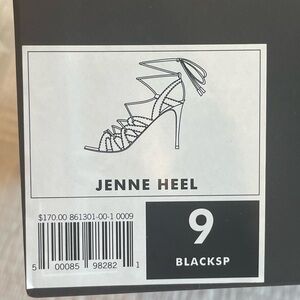 JENNE HEEL
$170.00 861301-00-1 0009
5 00085 98282 1
9
BLACKSP